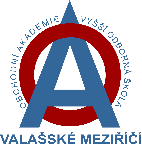 OBCHODNÍ AKADEMIE
VYŠŠÍ ODBORNÁ ŠKOLA
VALAŠSKÉ MEZIŘÍČÍ